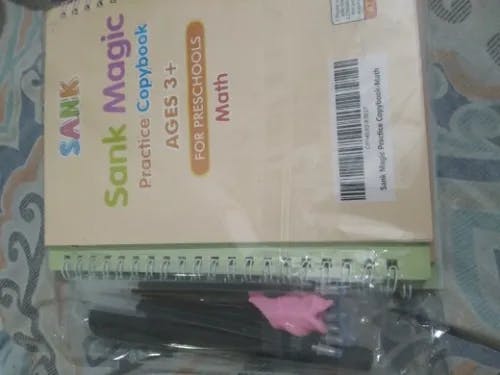 SANK
Sank Magic
Practice Copybook
AGES 3+
FOR PRESCHOOLS
Math
Sank Magic Practice Copybook-Math